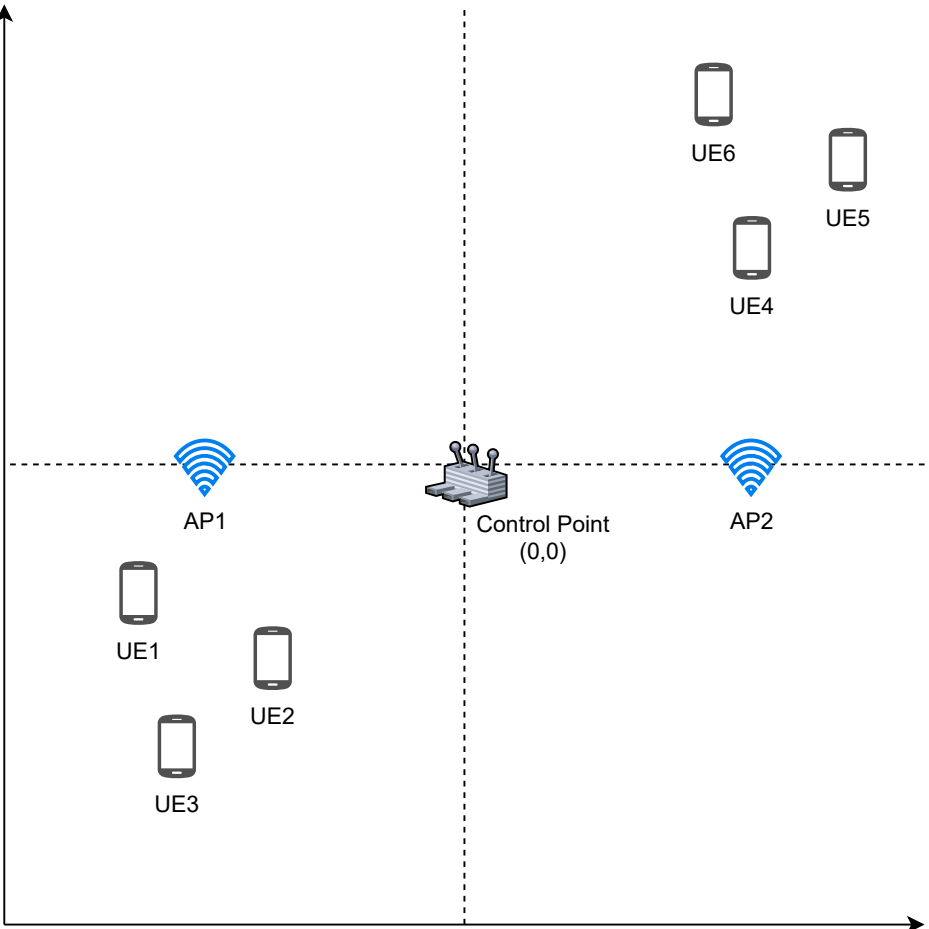 UE6
UE5
UE4
AP1
Control Point
(0,0)
AP2
UE1
UE2
UE3